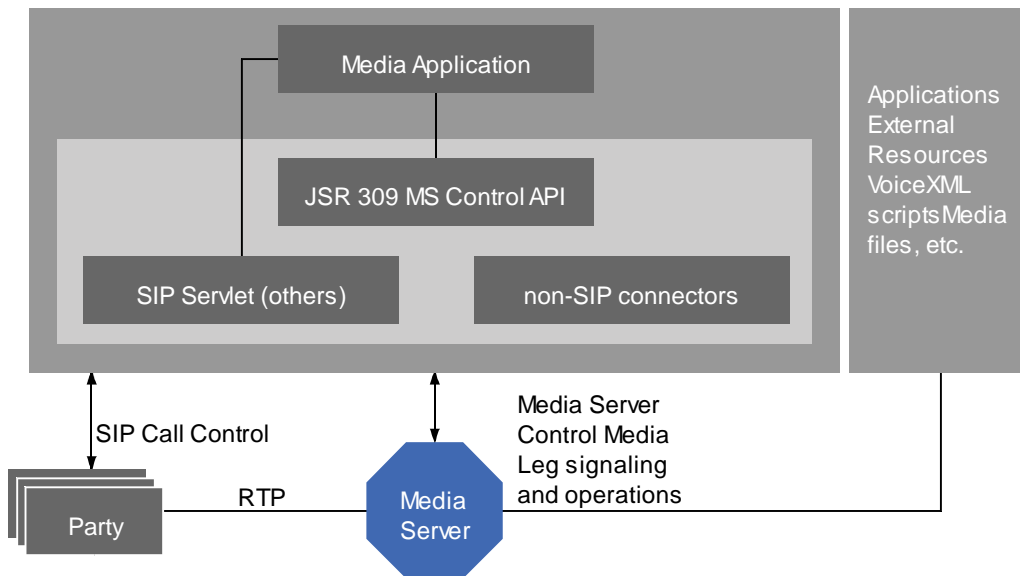 Media Application
JSR 309 MS Control API
SIP Servlet (others)
non-SIP connectors
Applications
External
Resources
VoiceXML
scriptsMedia
files, etc.
SIP Call Control
Media Server
Control Media
Leg signaling
and operations
RTP
Party
Media
Server